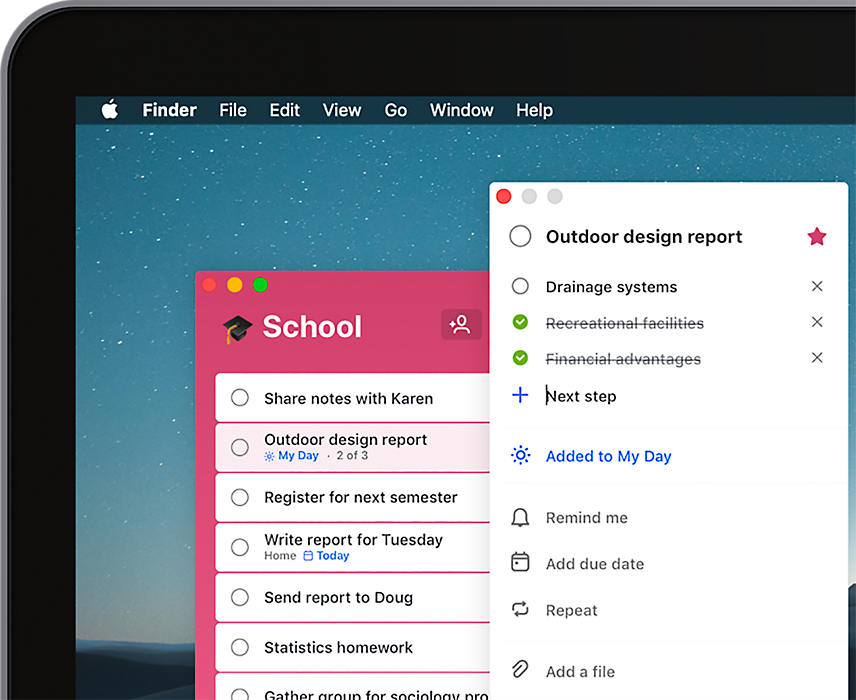 Finder File Edit View Go Window Help
School
Share notes with Karen
Outdoor design report
My Day · 2 of 3
Register for next semester
Write report for Tuesday
Home Today
Send report to Doug
Statistics homework
Gather group for sociology pro
Outdoor design report
Drainage systems
Recreational facilities
Financial advantages
Next step
Added to My Day
Remind me
Add due date
Repeat
Add a file